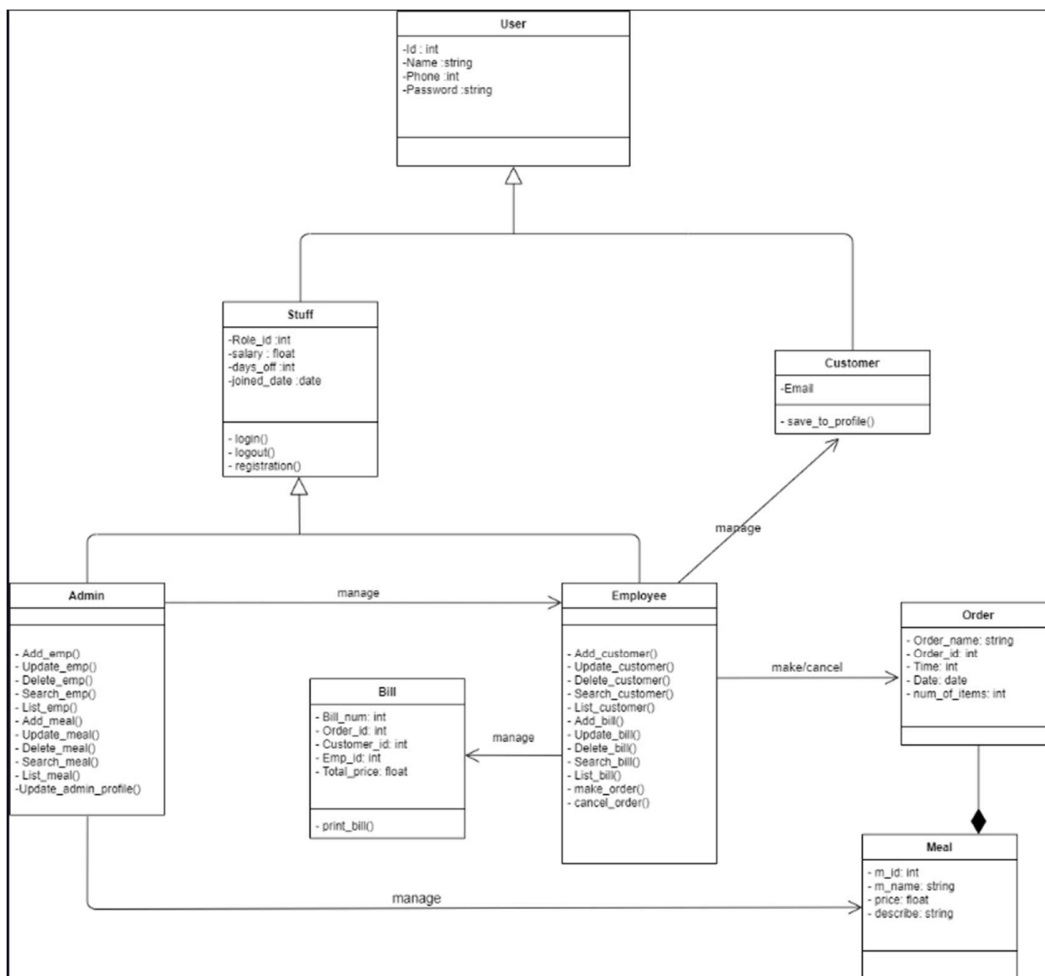 User
-Id : int
-Name :string
-Phone :int
-Password :string
Stuff
-Role_id :int
-salary : float
-days_off :int
-joined_date :date
- login()
- logout()
- registration()
Customer
-Email
- save_to_profile()
manage
Admin
- Add_emp()
- Update_emp()
- Delete_emp()
- Search_emp()
- List_emp()
- Add_meal()
- Update_meal()
- Delete_meal()
- Search_meal()
- List_meal()
-Update_admin_profile()
manage
Employee
- Add_customer()
- Update_customer()
- Delete_customer()
- Search_customer()
- List_customer()
- Add_bill()
- Update_bill()
- Delete_bill()
- Search_bill()
- List_bill()
- make_order()
- cancel_order()
make/cancel
Order
- Order_name: string
- Order_id: int
- Time: int
- Date: date
- num_of_items: int
Bill
- Bill_num: int
- Order_id: int
- Customer_id: int
- Emp_id: int
- Total_price: float
- print_bill()
manage
Meal
- m_id: int
- m_name: string
- price: float
- describe: string
manage